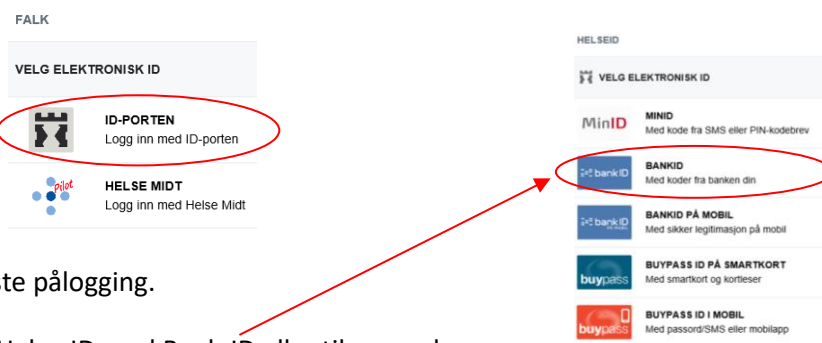 FALK
VELG ELEKTRONISK ID
ID-PORTEN
Logg inn med ID-porten
Pilot
HELSE MIDT
Logg inn med Helse Midt
pålogging.
HELSEID
VELG ELEKTRONISK ID
MinID
MINID
Med kode fra SMS eller PIN-kodebrev
bankID
BANKID
Med koder fra banken din
bankID
BANKID PÅ MOBIL
Med sikker legitimasjon på mobil
buypass
BUYPASS ID PÅ SMARTKORT
Med smartkort og kortleser
buypass
BUYPASS ID I MOBIL
Med passord/SMS eller mobilapp